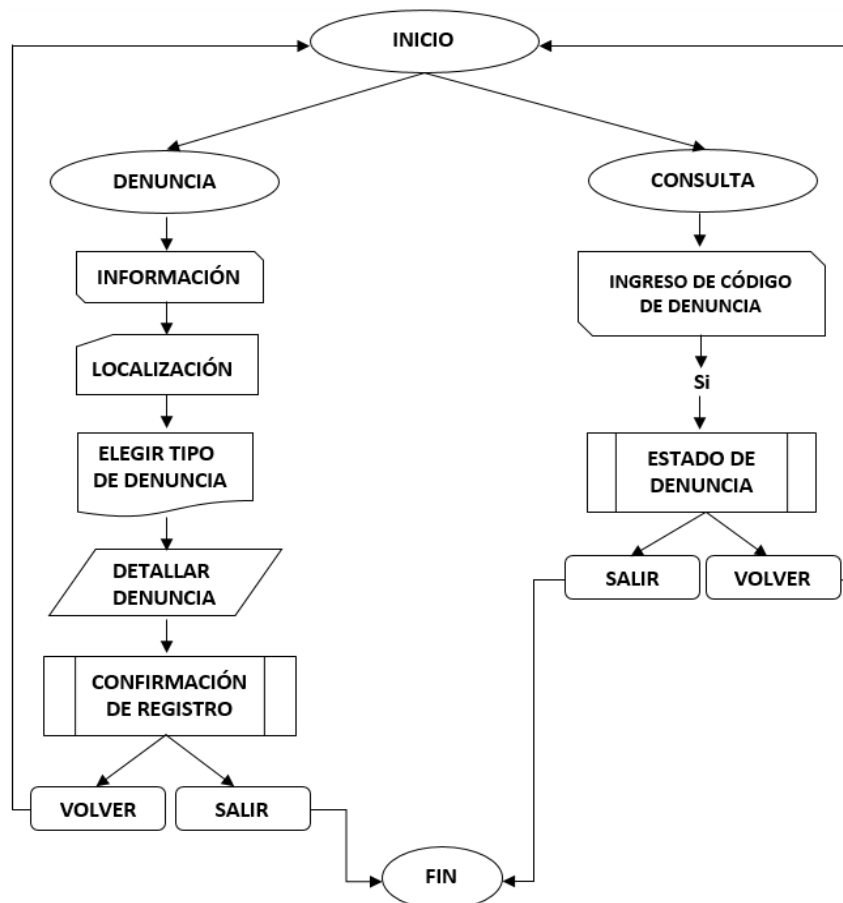 INICIO
DENUNCIA
INFORMACIÓN
LOCALIZACIÓN
ELEGIR TIPO
DE DENUNCIA
DETALLAR
DENUNCIA
CONFIRMACIÓN
DE REGISTRO
VOLVER
SALIR
CONSULTA
INGRESO DE CÓDIGO
DE DENUNCIA
Si
ESTADO DE
DENUNCIA
SALIR
VOLVER
FIN